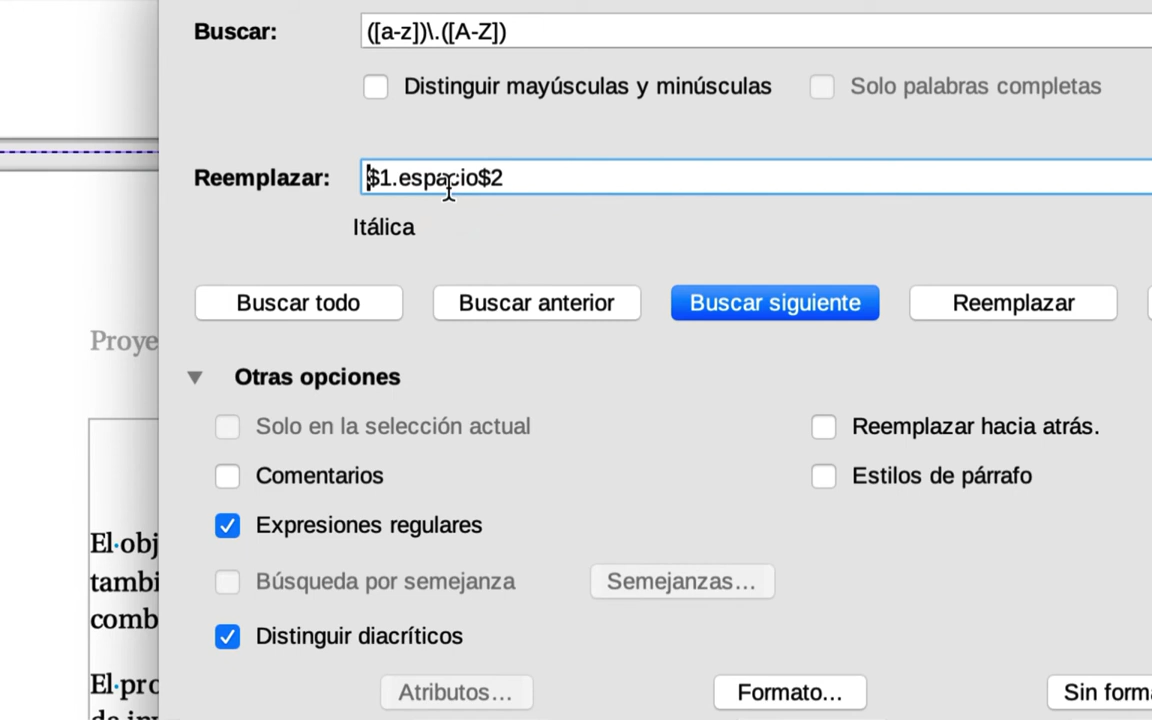 Buscar: ([a-z])\.([A-Z])
Distinguir mayúsculas y minúsculas Solo palabras completas
Reemplazar: $1.espacio$2
Itálica
Buscar todo Buscar anterior Buscar siguiente Reemplazar
Proye
Otras opciones
Solo en la selección actual Reemplazar hacia atrás.
Comentarios Estilos de párrafo
Expresiones regulares
El·obj
Búsqueda por semejanza Semejanzas...
tambi
comb
Distinguir diacríticos
El·pro
Atributos... Formato... Sin form